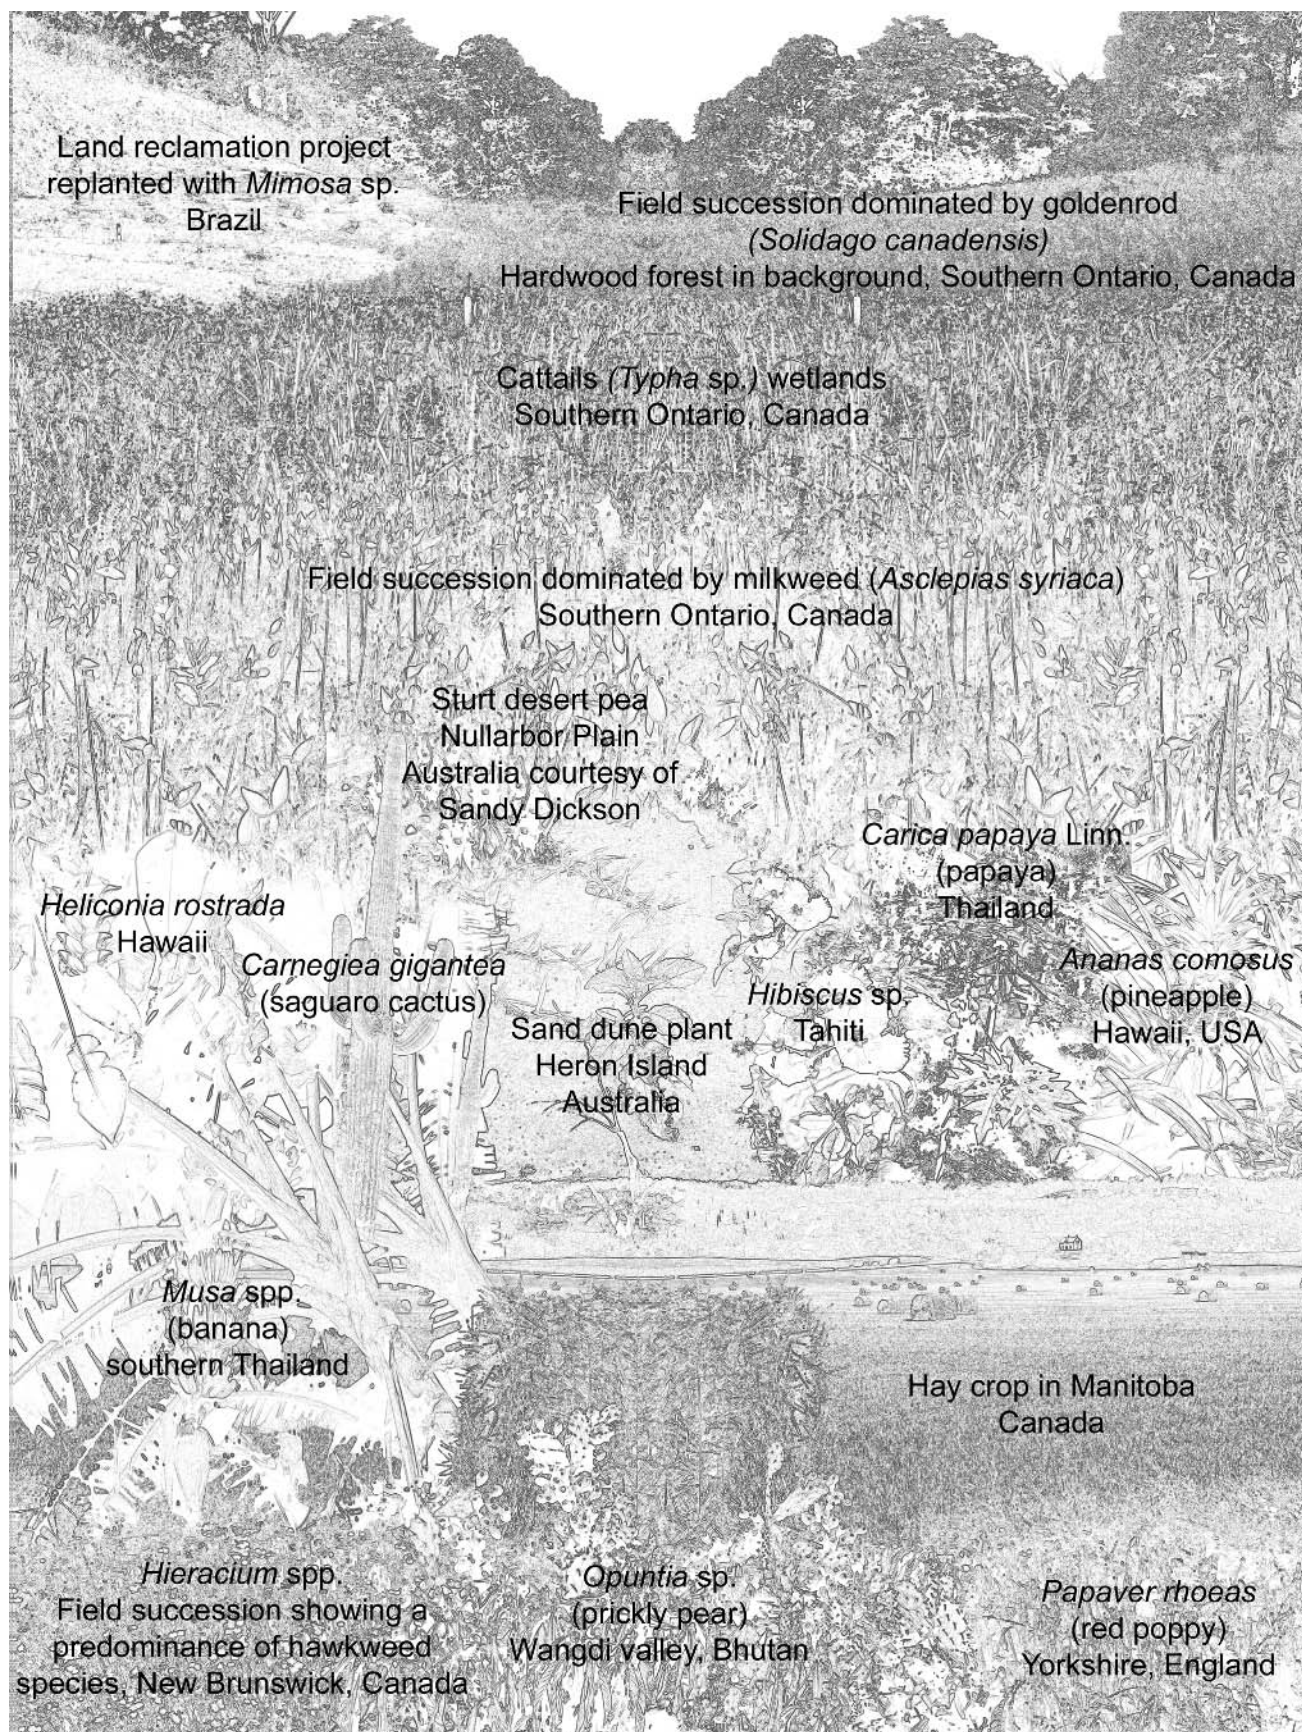 Land reclamation project
replanted with Mimosa sp.
Brazil
Field succession dominated by goldenrod
(Solidago canadensis)
Hardwood forest in background, Southern Ontario, Canada
Cattails (Typha sp.) wetlands
Southern Ontario, Canada
Field succession dominated by milkweed (Asclepias syriaca)
Southern Ontario, Canada
Sturt desert pea
Nullarbor Plain
Australia courtesy of
Sandy Dickson
Carica papaya Linn.
(papaya)
Thailand
Heliconia rostrada
Hawaii
Carnegiea gigantea
(saguaro cactus)
Sand dune plant
Heron Island
Australia
Hibiscus sp.
Tahiti
Ananas comosus
(pineapple)
Hawaii, USA
Musa spp.
(banana)
southern Thailand
Hay crop in Manitoba
Canada
Hieracium spp.
Field succession showing a
predominance of hawkweed
species, New Brunswick, Canada
Opuntia sp.
(prickly pear)
Wangdi valley, Bhutan
Papaver rhoeas
(red poppy)
Yorkshire, England